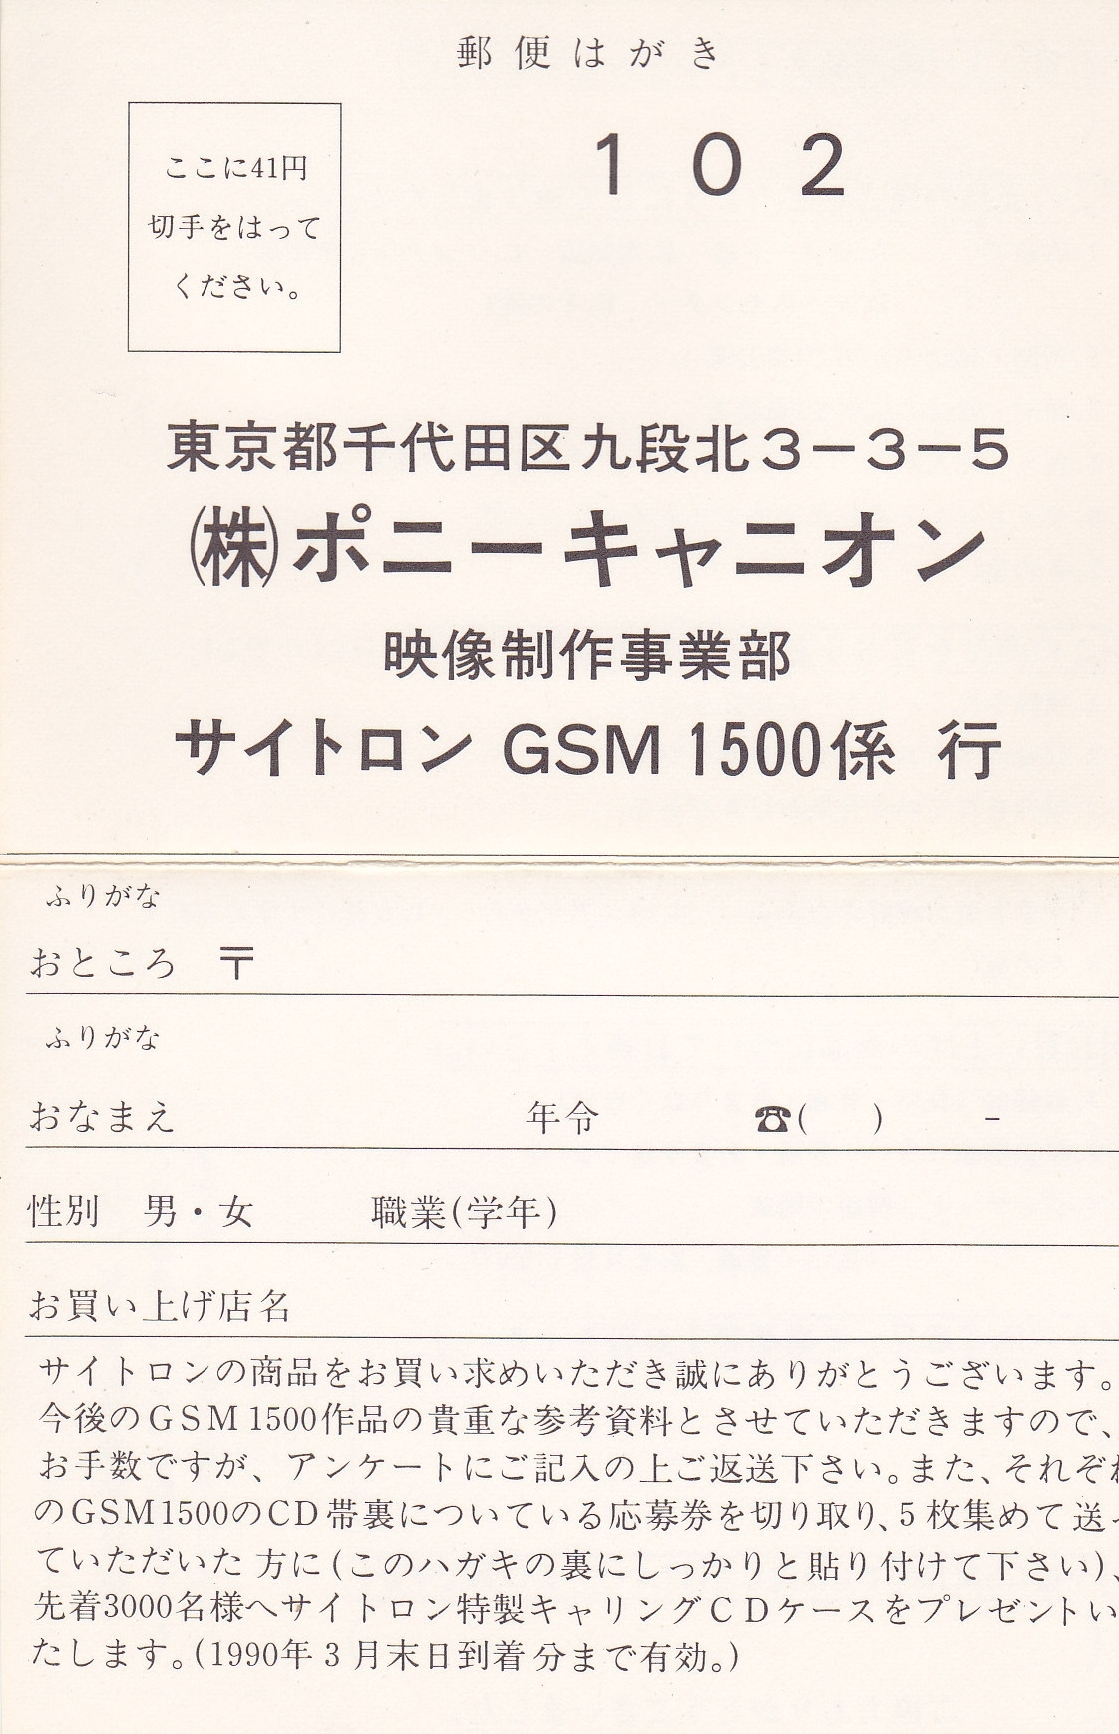 郵便はがき
102
ここに41円
切手をはって
ください。
東京都千代田区九段北3-3-5
㈱ポニーキャニオン
映像制作事業部
サイトロン GSM 1500係 行
ふりがな
おところ 〒
ふりがな
おなまえ 年令 ☎( ) -
性別 男・女 職業(学年)
お買い上げ店名
サイトロンの商品をお買い求めいただき誠にありがとうございます。
今後のGSM1500作品の貴重な参考資料とさせていただきますので、
お手数ですが、アンケートにご記入の上ご返送下さい。また、それぞれ
のGSM1500のCD帯裏についている応募券を切り取り、5枚集めて送っ
ていただいた方に(このハガキの裏にしっかりと貼り付けて下さい)、
先着3000名様へサイトロン特製キャリングCDケースをプレゼントい
たします。(1990年3月末日到着分まで有効。)